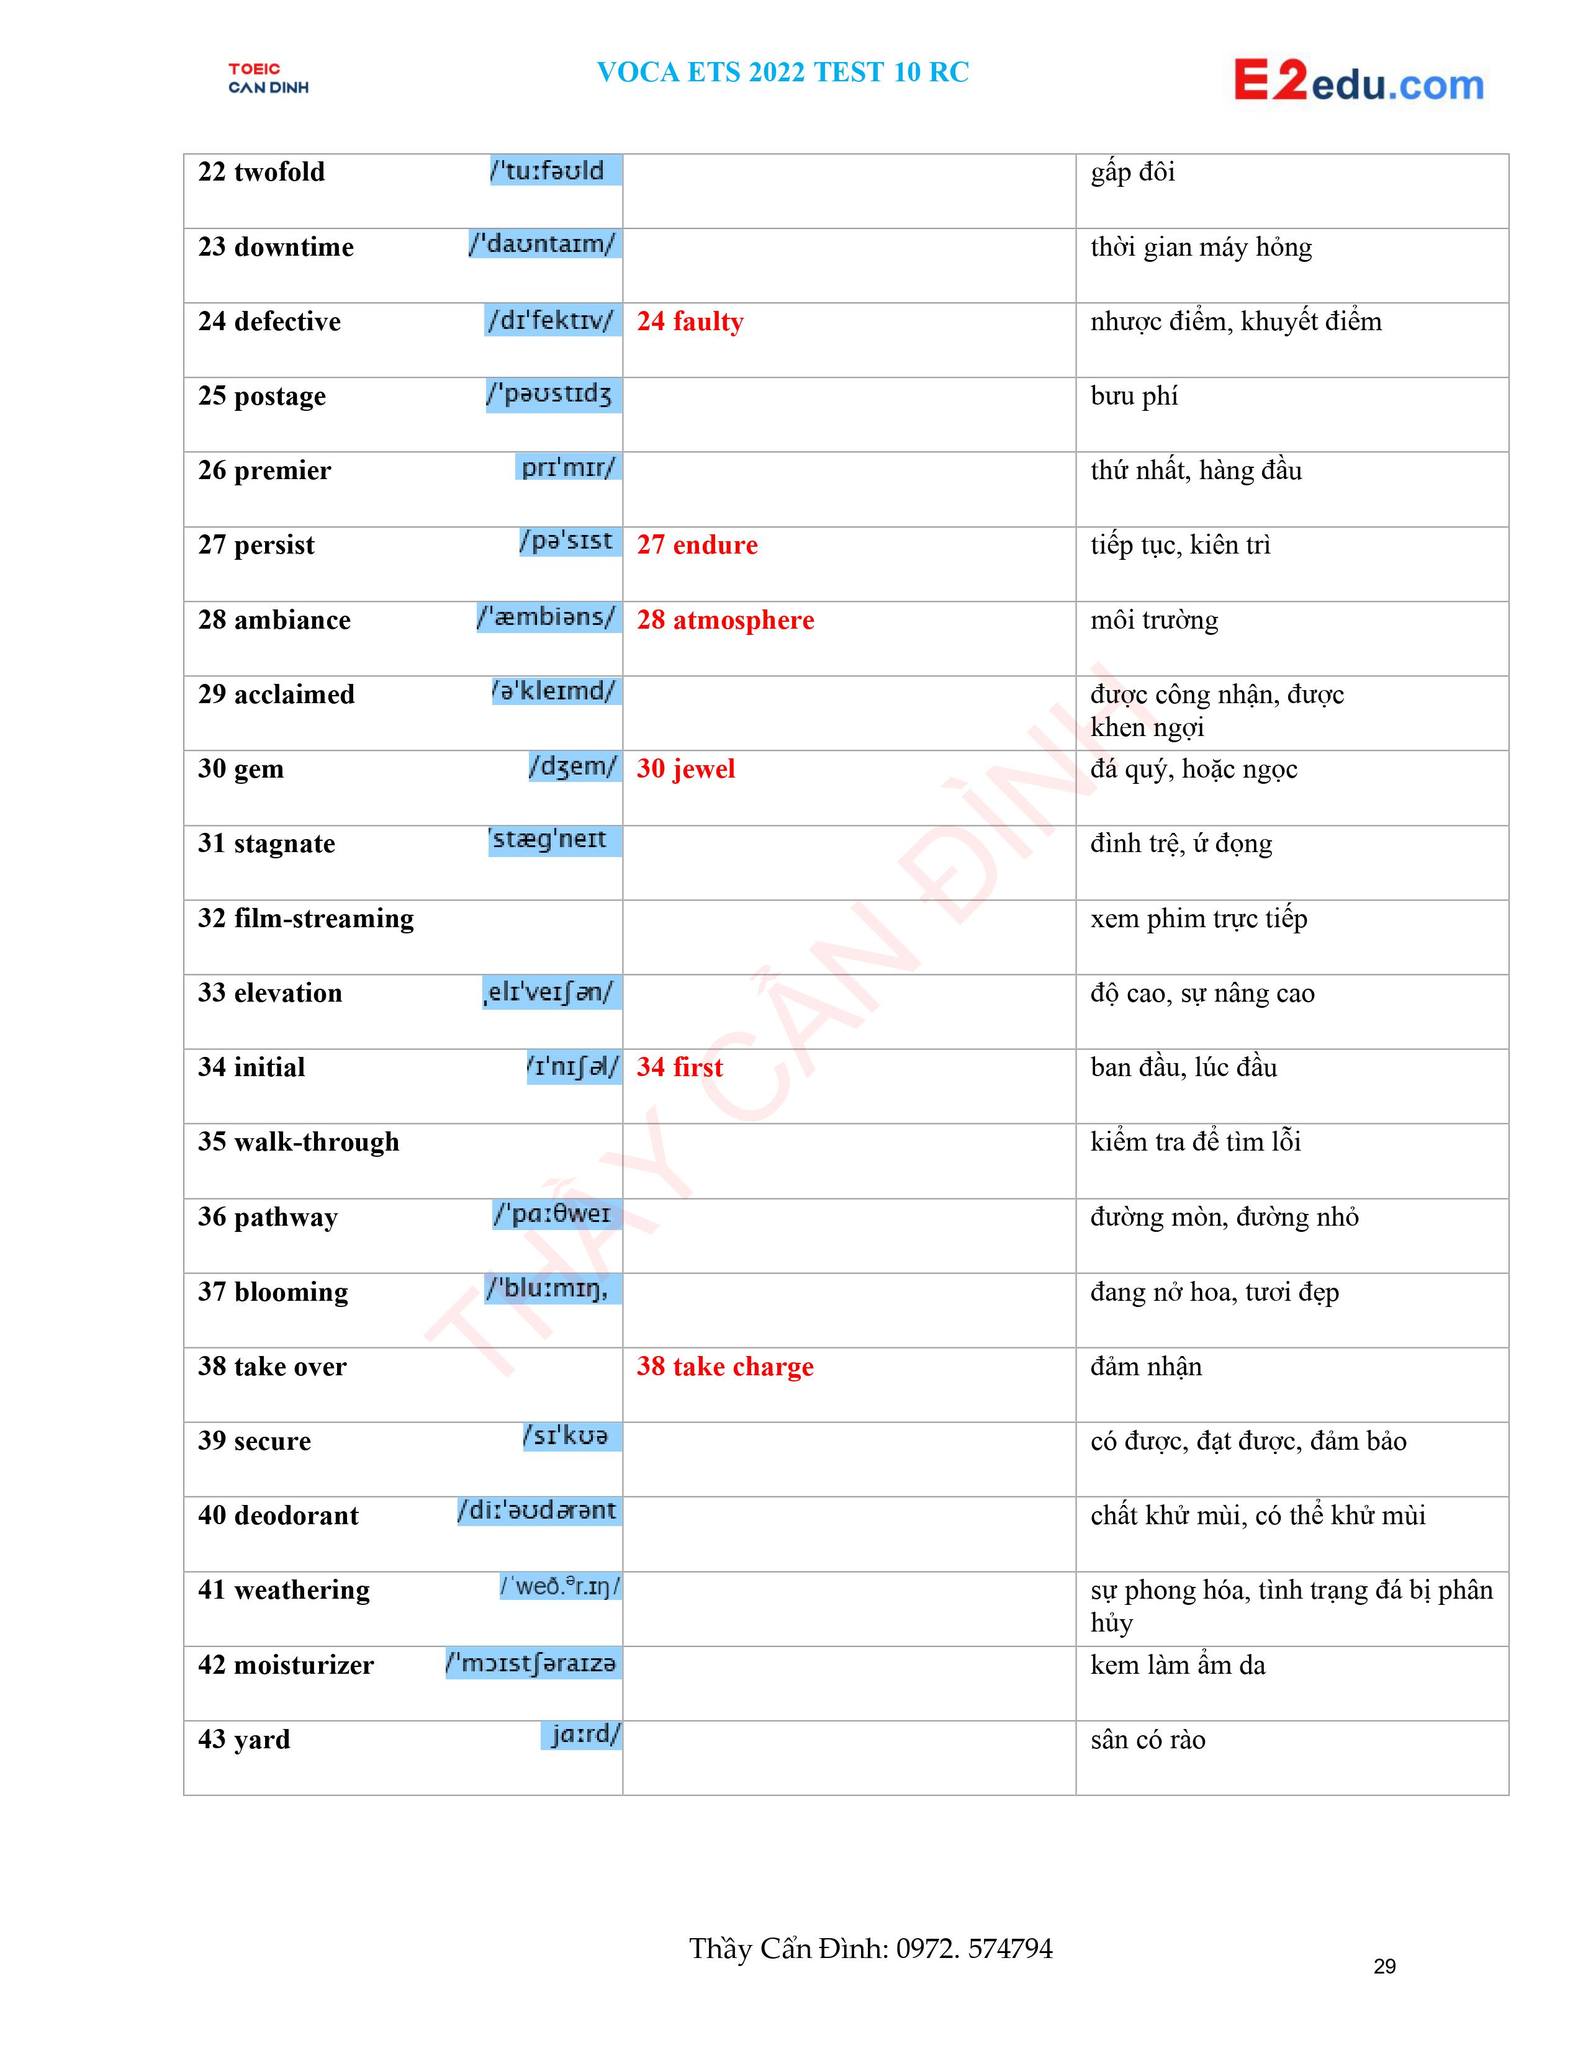 TOEIC
CAN DINH
VOCA ETS 2022 TEST 10 RC
E2edu.com
22 twofold /ˈtuːfəʊld gấp đôi
23 downtime /ˈdaʊntaɪm/ thời gian máy hỏng
24 defective /dɪˈfektɪv/ 24 faulty nhược điểm, khuyết điểm
25 postage /ˈpəʊstɪdʒ bưu phí
26 premier prɪˈmɪr/ thứ nhất, hàng đầu
27 persist /pəˈsɪst 27 endure tiếp tục, kiên trì
28 ambiance /ˈæmbiəns/ 28 atmosphere môi trường
29 acclaimed /əˈkleɪmd/ được công nhận, được
khen ngợi
30 gem /dʒem/ 30 jewel đá quý, hoặc ngọc
31 stagnate ˈstæɡˈneɪt đình trệ, ứ đọng
32 film-streaming xem phim trực tiếp
33 elevation ˌelɪˈveɪʃən/ độ cao, sự nâng cao
34 initial /ɪˈnɪʃəl/ 34 first ban đầu, lúc đầu
35 walk-through kiểm tra để tìm lỗi
36 pathway /ˈpɑːθweɪ đường mòn, đường nhỏ
37 blooming /ˈbluːmɪŋ, đang nở hoa, tươi đẹp
38 take over 38 take charge đảm nhận
39 secure /sɪˈkʊə có được, đạt được, đảm bảo
40 deodorant /diːˈəʊdərənt chất khử mùi, có thể khử mùi
41 weathering /ˈweð.ᵊr.ɪŋ/ sự phong hóa, tình trạng đá bị phân
hủy
42 moisturizer /ˈmɔɪstʃəraɪzə kem làm ẩm da
43 yard jɑːrd/ sân có rào
THẦY CẨN ĐÌNH
Thầy Cẩn Đình: 0972. 574794
29